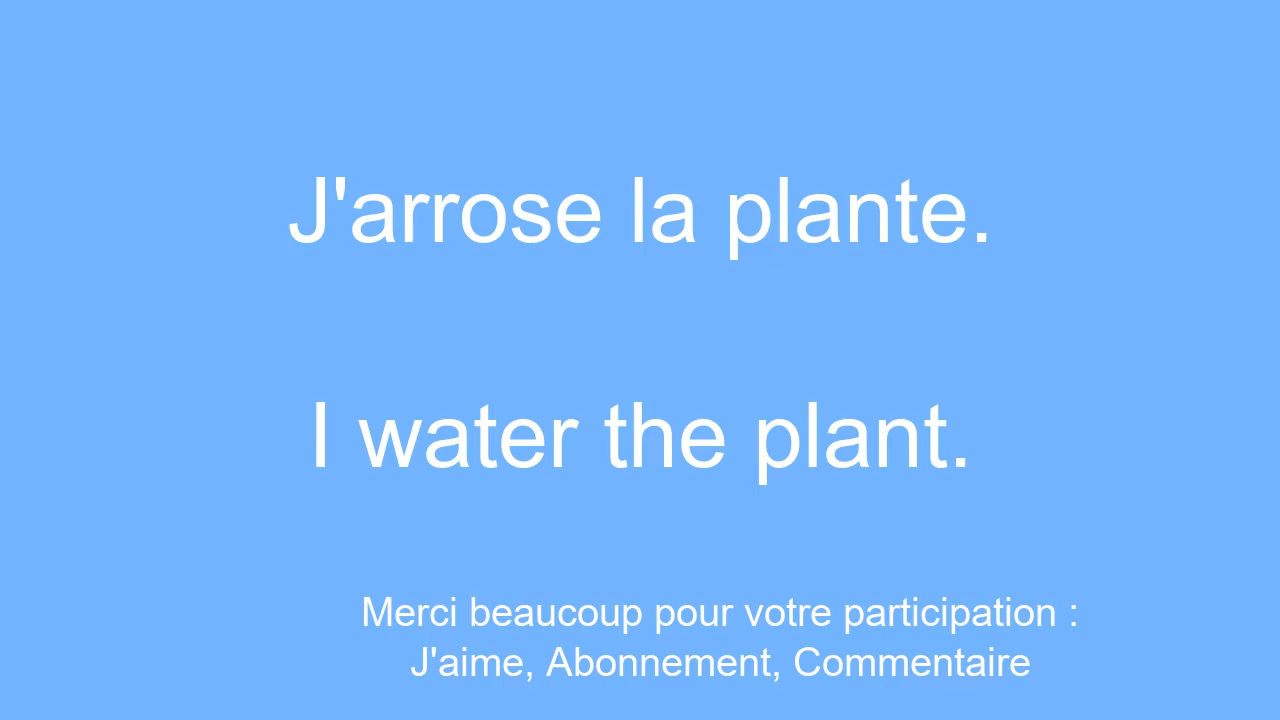 J'arrose la plante.
I water the plant.
Merci beaucoup pour votre participation :
J'aime, Abonnement, Commentaire